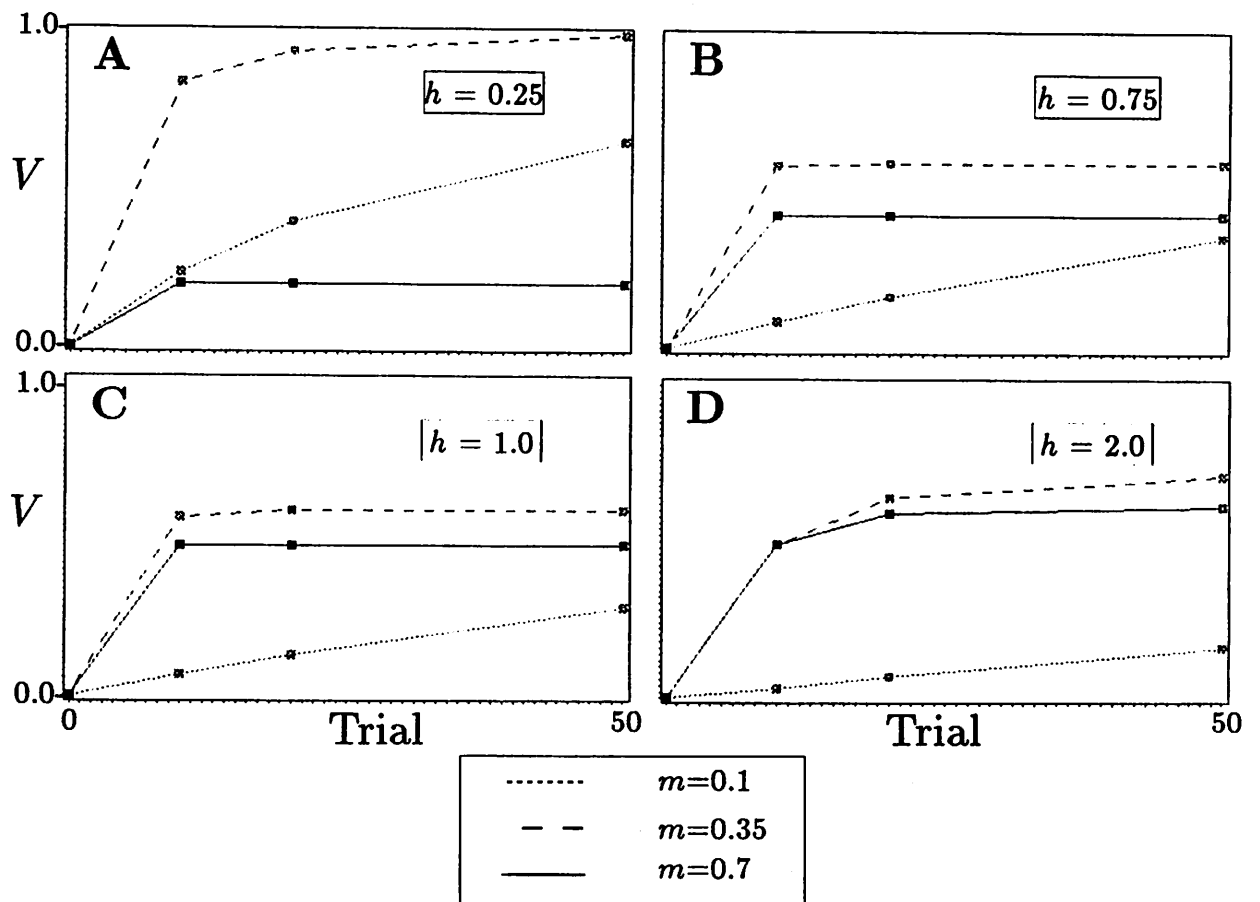 1.0
A
h = 0.25
B
h = 0.75
V
0.0
1.0
C
h = 1.0
D
h = 2.0
V
0.0
0
Trial
50
Trial
50
m=0.1
m=0.35
m=0.7